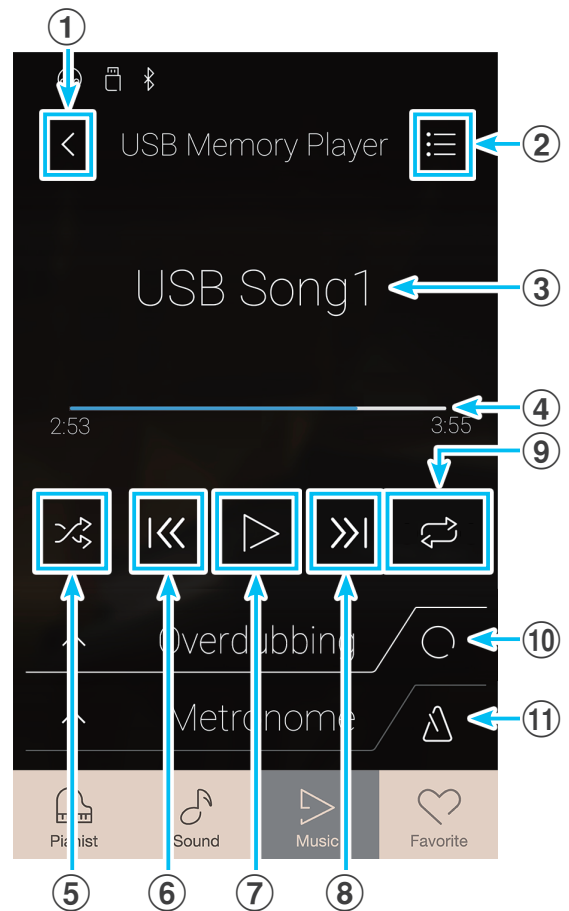 ①
USB Memory Player
②
USB Song1
③
④
2:53
3:55
⑨
Overdubbing
⑩
Metronome
⑪
Pianist
Sound
Music
Favorite
⑤ ⑥ ⑦ ⑧